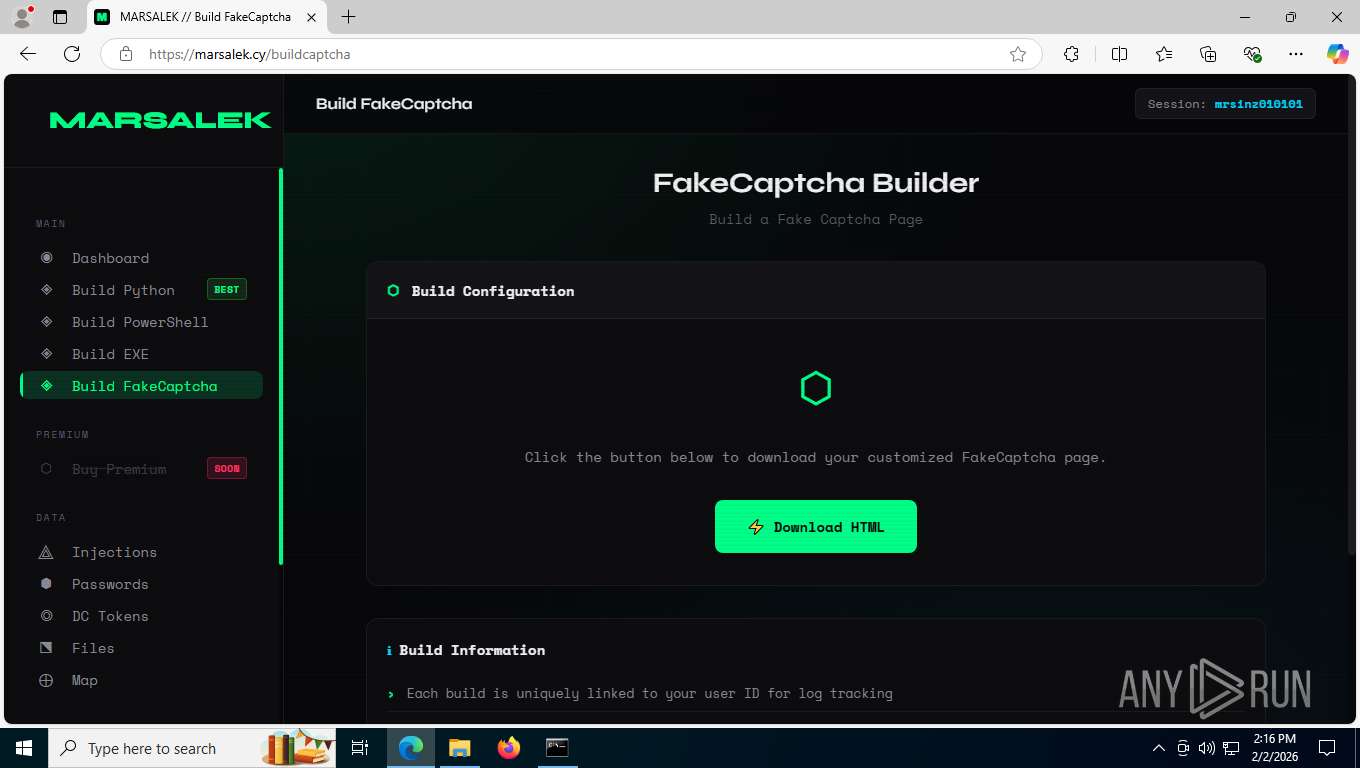 MARSALEK // Build FakeCaptcha
https://marsalek.cy/buildcaptcha
MARSALEK
Build FakeCaptcha
Session: mrsinz010101
MAIN
Dashboard
Build Python
BEST
Build PowerShell
Build EXE
Build FakeCaptcha
PREMIUM
Buy Premium
SOON
DATA
Injections
Passwords
DC Tokens
Files
Map
FakeCaptcha Builder
Build a Fake Captcha Page
Build Configuration
Click the button below to download your customized FakeCaptcha page.
⚡ Download HTML
i Build Information
› Each build is uniquely linked to your user ID for log tracking
ANY RUN
Type here to search
2:16 PM
2/2/2026